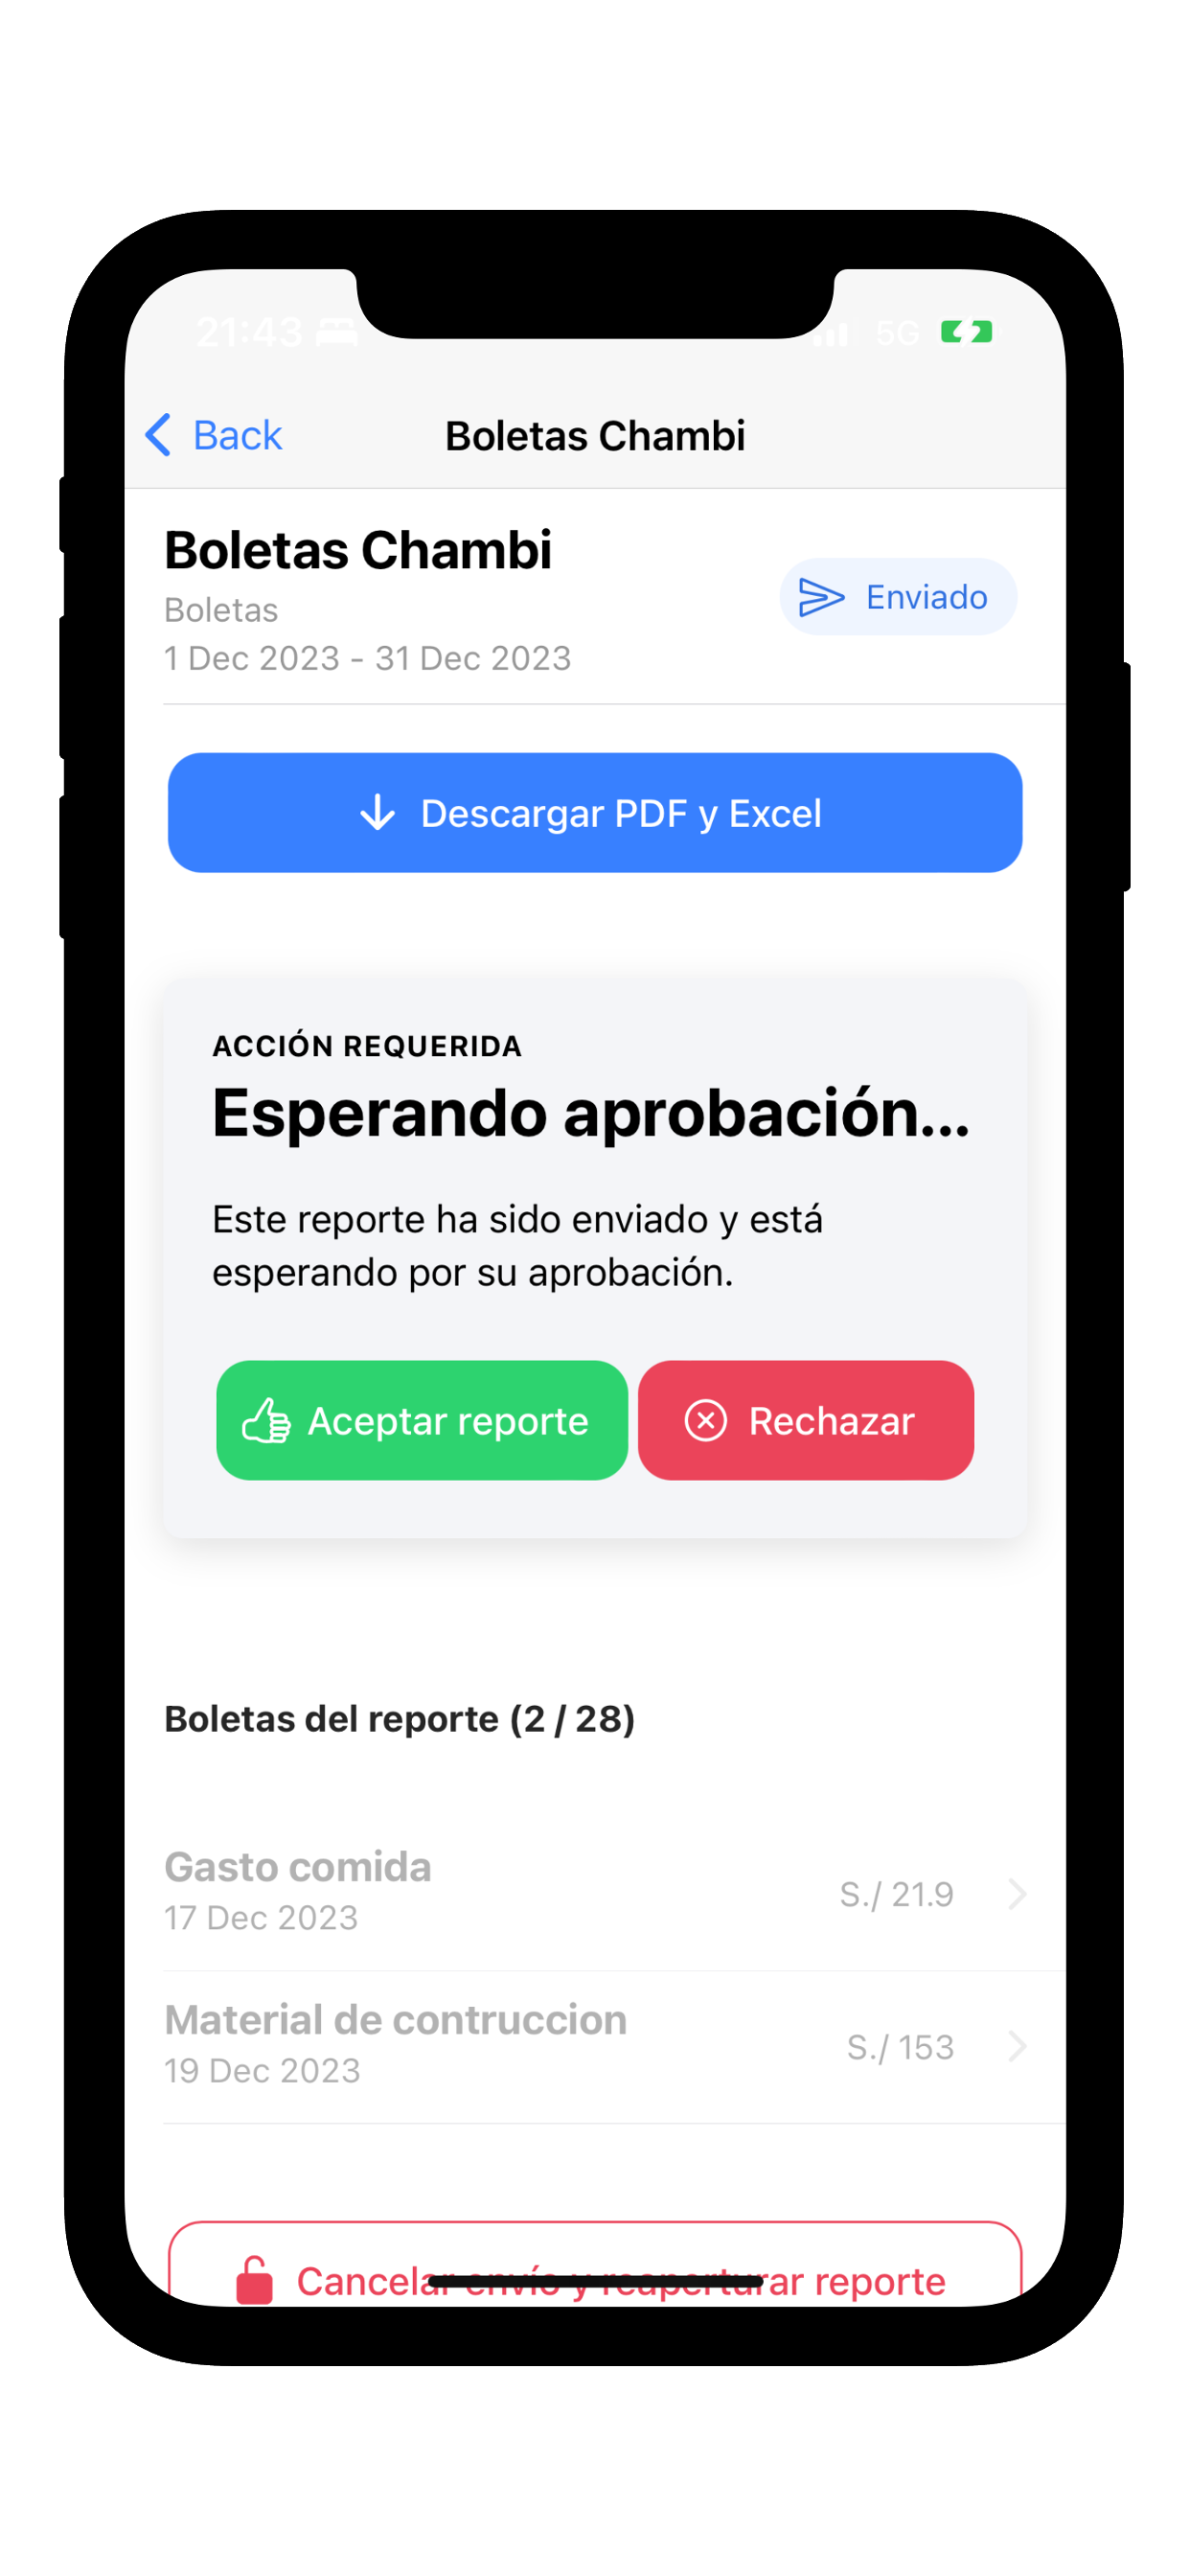 21:43
5G
Back
Boletas Chambi
Boletas Chambi
Boletas
1 Dec 2023 - 31 Dec 2023
Enviado
Descargar PDF y Excel
ACCIÓN REQUERIDA
Esperando aprobación...
Este reporte ha sido enviado y está
esperando por su aprobación.
Aceptar reporte
Rechazar
Boletas del reporte (2 / 28)
Gasto comida
17 Dec 2023
S./ 21.9
Material de contruccion
19 Dec 2023
S./ 153
Cancelar envío y reaperturar reporte